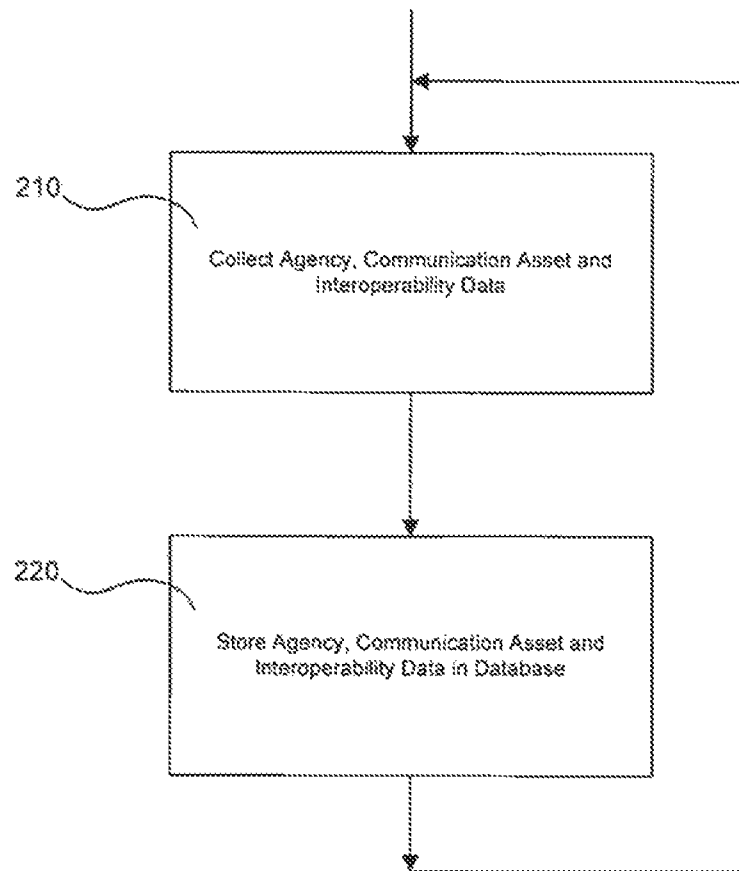 210
Collect Agency, Communication Asset and
Interoperability Data
220
Store Agency, Communication Asset and
Interoperability Data in Database